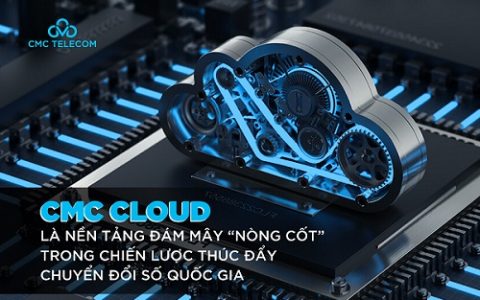 CMC TELECOM
CMC CLOUD
LÀ NỀN TẢNG ĐÁM MÂY “NÒNG CỐT”
TRONG CHIẾN LƯỢC THÚC ĐẨY
CHUYỂN ĐỔI SỐ QUỐC GIA